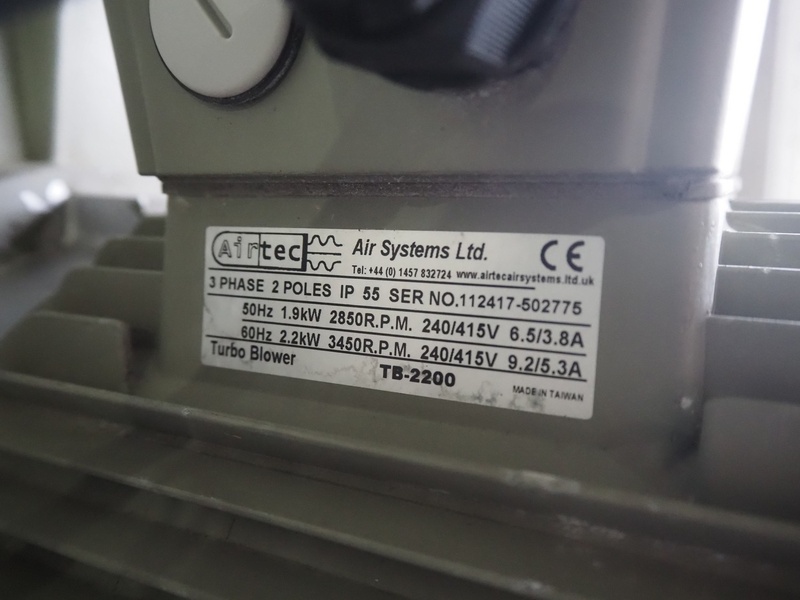 Airtec Air Systems Ltd. CE
Tel: +44 (0) 1457 832724 www.airtecairsystems.ltd.uk
3 PHASE 2 POLES IP 55 SER NO.112417-502775
50Hz 1.9kW 2850R.P.M. 240/415V 6.5/3.8A
60Hz 2.2kW 3450R.P.M. 240/415V 9.2/5.3A
Turbo Blower TB-2200 MADE IN TAIWAN